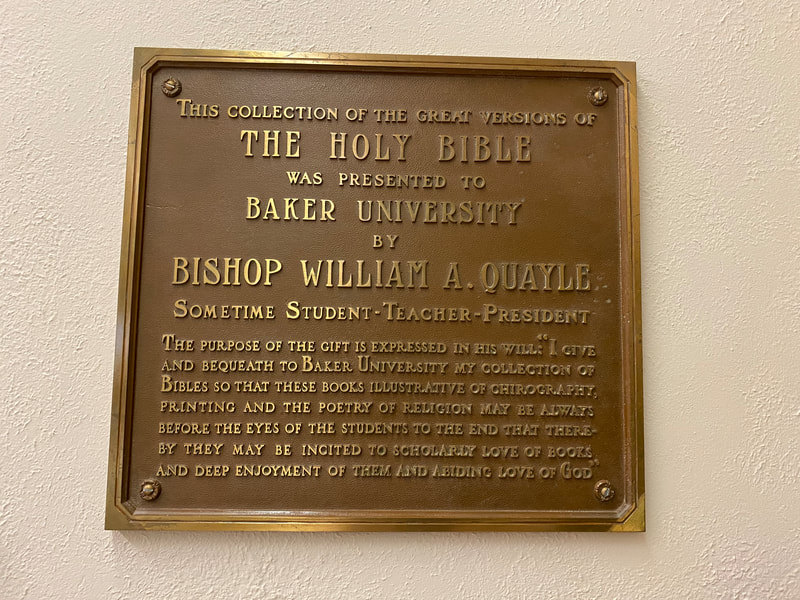 THIS COLLECTION OF THE GREAT VERSIONS OF
THE HOLY BIBLE
WAS PRESENTED TO
BAKER UNIVERSITY
BY
BISHOP WILLIAM A. QUAYLE
SOMETIME STUDENT-TEACHER-PRESIDENT
THE PURPOSE OF THE GIFT IS EXPRESSED IN HIS WILL: "I GIVE
AND BEQUEATH TO BAKER UNIVERSITY MY COLLECTION OF
BIBLES SO THAT THESE BOOKS ILLUSTRATIVE OF CHIROGRAPHY,
PRINTING AND THE POETRY OF RELIGION MAY BE ALWAYS
BEFORE THE EYES OF THE STUDENTS TO THE END THAT THERE-
BY THEY MAY BE INCITED TO SCHOLARLY LOVE OF BOOKS
AND DEEP ENJOYMENT OF THEM AND ABIDING LOVE OF GOD"